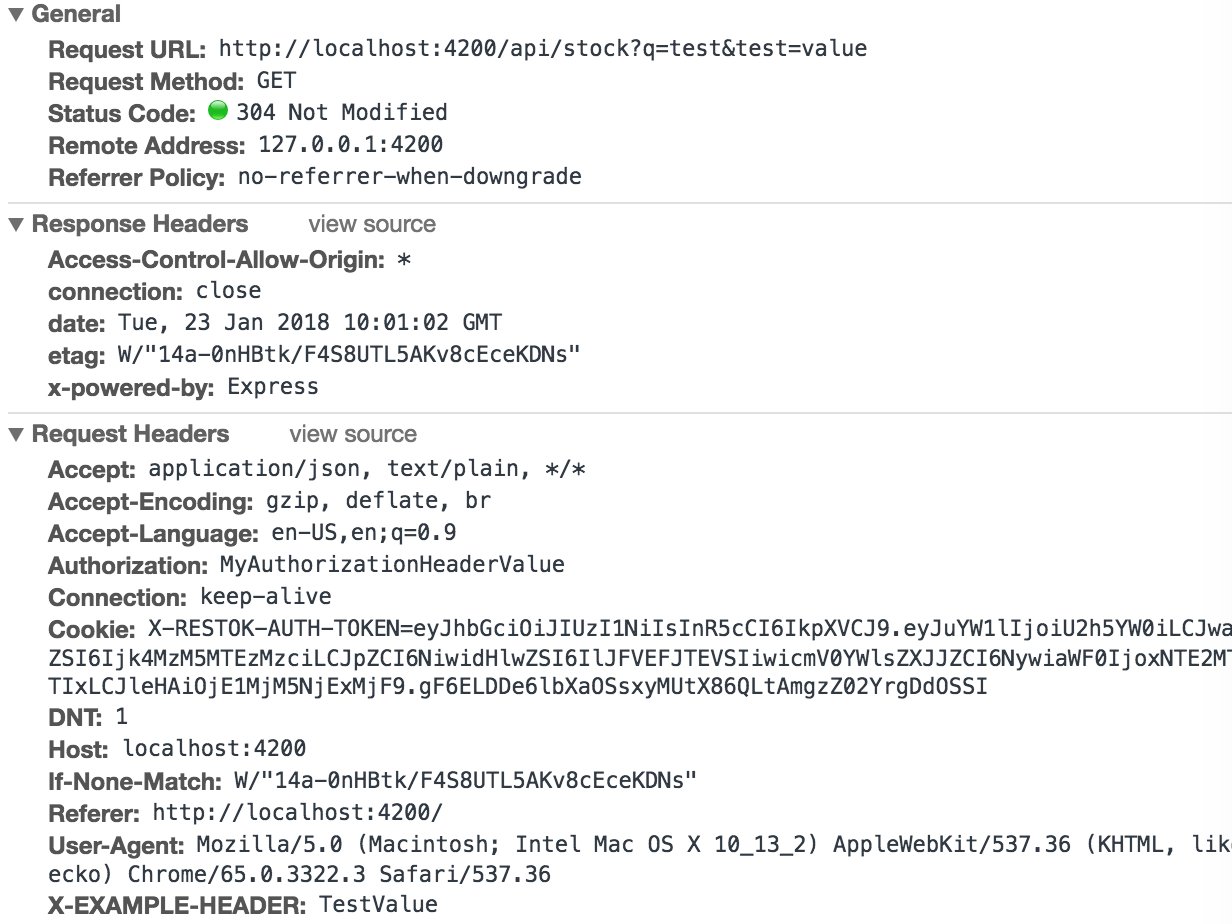 ▼ General
Request URL: http://localhost:4200/api/stock?q=test&test=value
Request Method: GET
Status Code: 304 Not Modified
Remote Address: 127.0.0.1:4200
Referrer Policy: no-referrer-when-downgrade
▼ Response Headers view source
Access-Control-Allow-Origin: *
connection: close
date: Tue, 23 Jan 2018 10:01:02 GMT
etag: W/"14a-0nHBtk/F4S8UTL5AKv8cEceKDNs"
x-powered-by: Express
▼ Request Headers view source
Accept: application/json, text/plain, */*
Accept-Encoding: gzip, deflate, br
Accept-Language: en-US,en;q=0.9
Authorization: MyAuthorizationHeaderValue
Connection: keep-alive
Cookie: X-RESTOK-AUTH-TOKEN=eyJhbGciOiJIUzI1NiIsInR5cCI6IkpXVCJ9.eyJuYW1lIjoiU2h5YW0iLCJwa
ZSI6Ijk4MzM5MTEzMzciLCJpZCI6NiwidHlwZSI6IlJFVEFJTEVSIiwicmV0YWlsZXJJZCI6NywiaWF0IjoxNTE2MT
TIxLCJleHAiOjE1MjM5NjExMjF9.gF6ELDDe6lbXaOSsxyMUtX86QLtAmgzZ02YrgDdOSSI
DNT: 1
Host: localhost:4200
If-None-Match: W/"14a-0nHBtk/F4S8UTL5AKv8cEceKDNs"
Referer: http://localhost:4200/
User-Agent: Mozilla/5.0 (Macintosh; Intel Mac OS X 10_13_2) AppleWebKit/537.36 (KHTML, lik
ecko) Chrome/65.0.3322.3 Safari/537.36
X-EXAMPLE-HEADER: TestValue